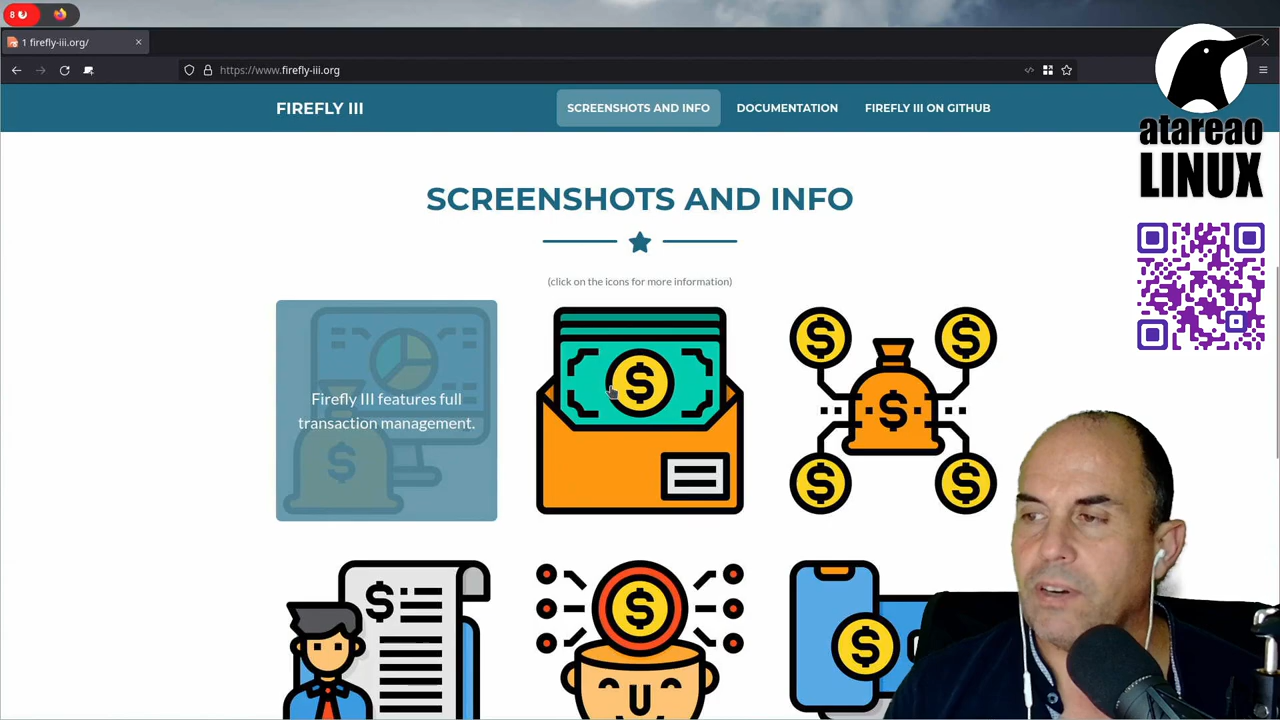 8
1 firefly-iii.org/
https://www.firefly-iii.org
FIREFLY III
SCREENSHOTS AND INFO
DOCUMENTATION
FIREFLY III ON GITHUB
atareao
LINUX
SCREENSHOTS AND INFO
(click on the icons for more information)
Firefly III features full
transaction management.